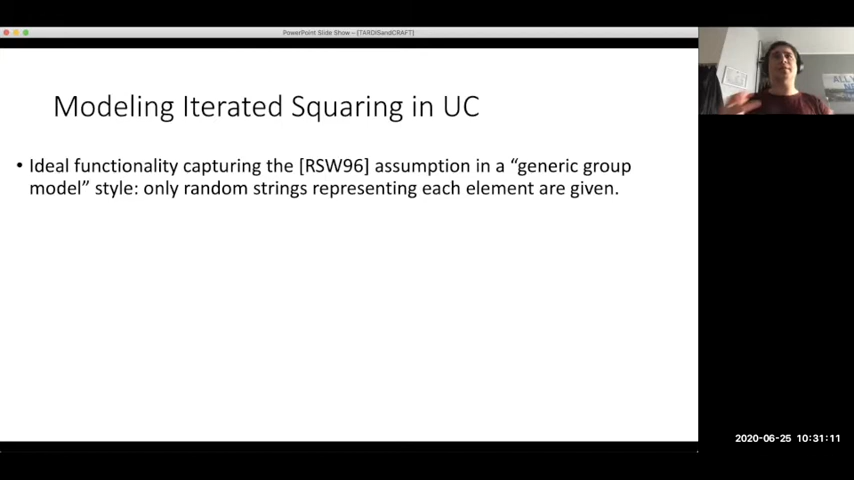 PowerPoint Slide Show – [TARDISandCRAFT]
Modeling Iterated Squaring in UC
• Ideal functionality capturing the [RSW96] assumption in a “generic group
model” style: only random strings representing each element are given.
2020-06-25 10:31:11